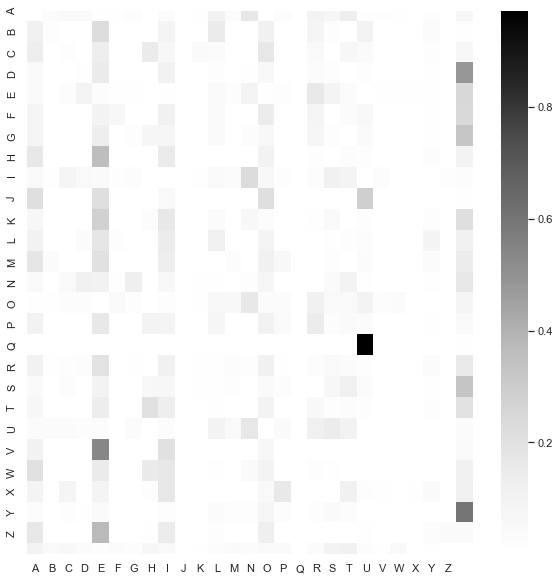 A
B
C
D
E
F
G
H
I
J
K
L
M
N
O
P
Q
R
S
T
U
V
W
X
Y
Z
A B C D E F G H I J K L M N O P Q R S T U V W X Y Z
0.8
0.6
0.4
0.2